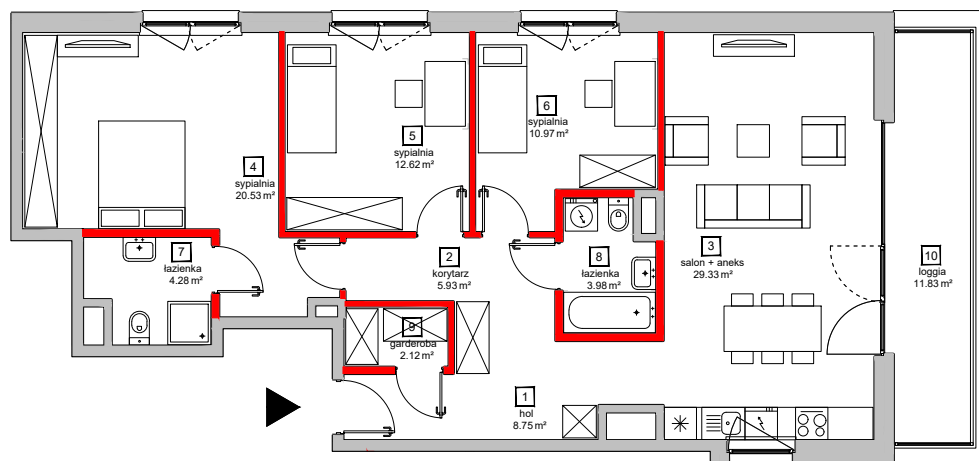 4
sypialnia
20.53 m²
5
sypialnia
12.62 m²
6
sypialnia
10.97 m²
7
łazienka
4.28 m²
2
korytarz
5.93 m²
8
łazienka
3.98 m²
3
salon + aneks
29.33 m²
10
loggia
11.83 m²
9
garderoba
2.12 m²
1
hol
8.75 m²